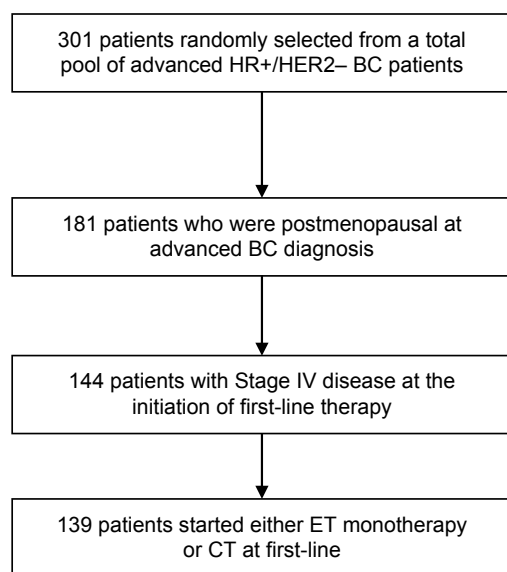 301 patients randomly selected from a total
pool of advanced HR+/HER2– BC patients
181 patients who were postmenopausal at
advanced BC diagnosis
144 patients with Stage IV disease at the
initiation of first-line therapy
139 patients started either ET monotherapy
or CT at first-line